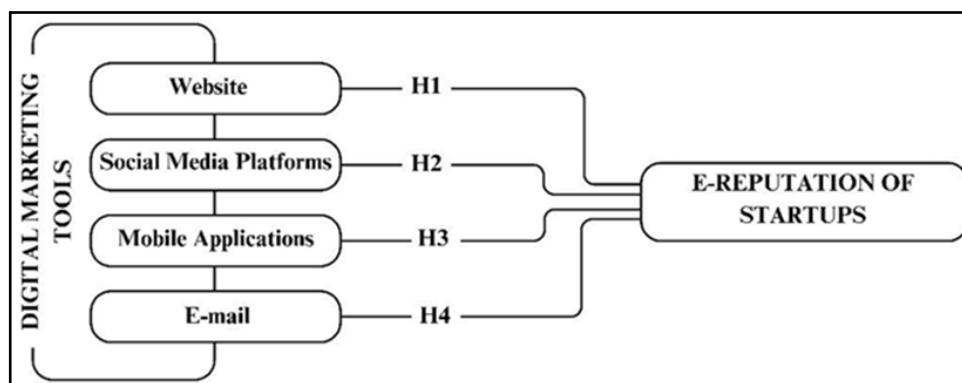 DIGITAL MARKETING
TOOLS
Website
H1
Social Media Platforms
H2
Mobile Applications
H3
E-mail
H4
E-REPUTATION OF
STARTUPS